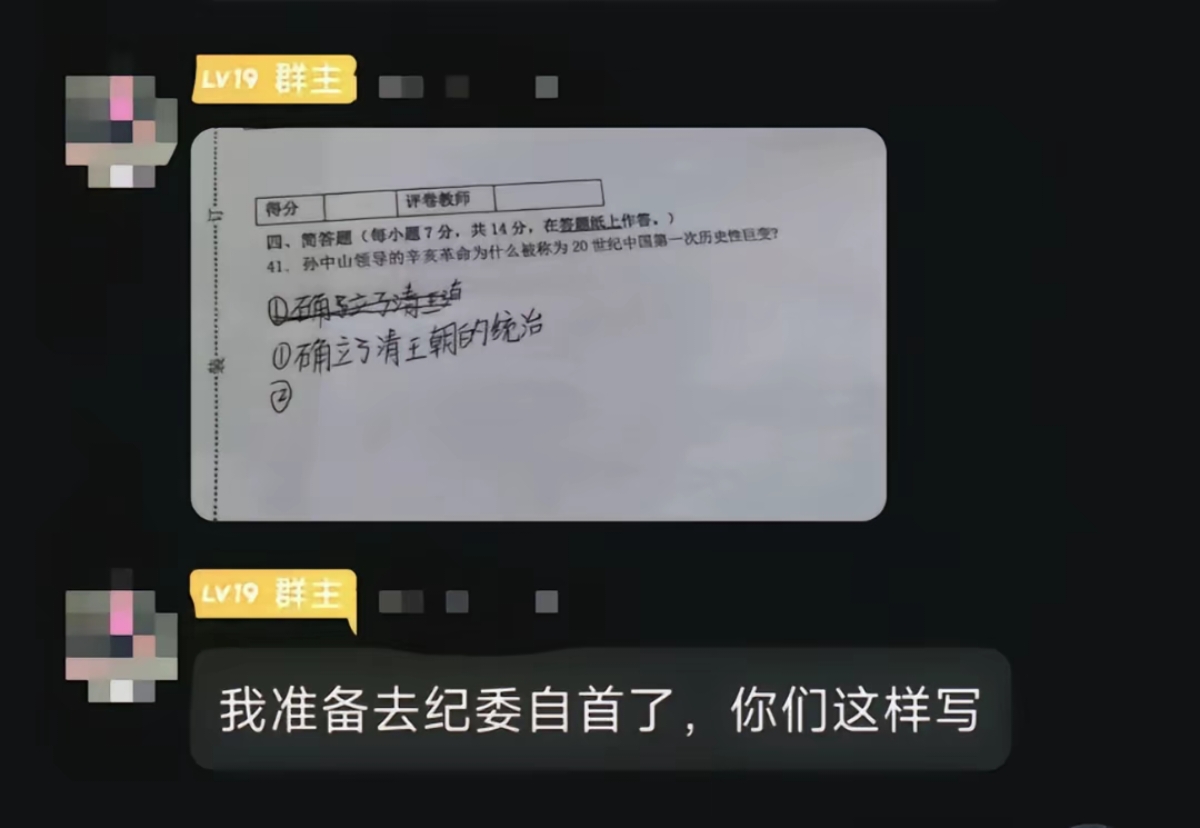 LV19 群主
订
装
得分 评卷教师
四、简答题（每小题7分，共14分，在答题纸上作答。）
41．孙中山领导的辛亥革命为什么被称为20世纪中国第一次历史性巨变?
①确立了清王
①确立了清王朝的统治
②
LV19 群主
我准备去纪委自首了，你们这样写